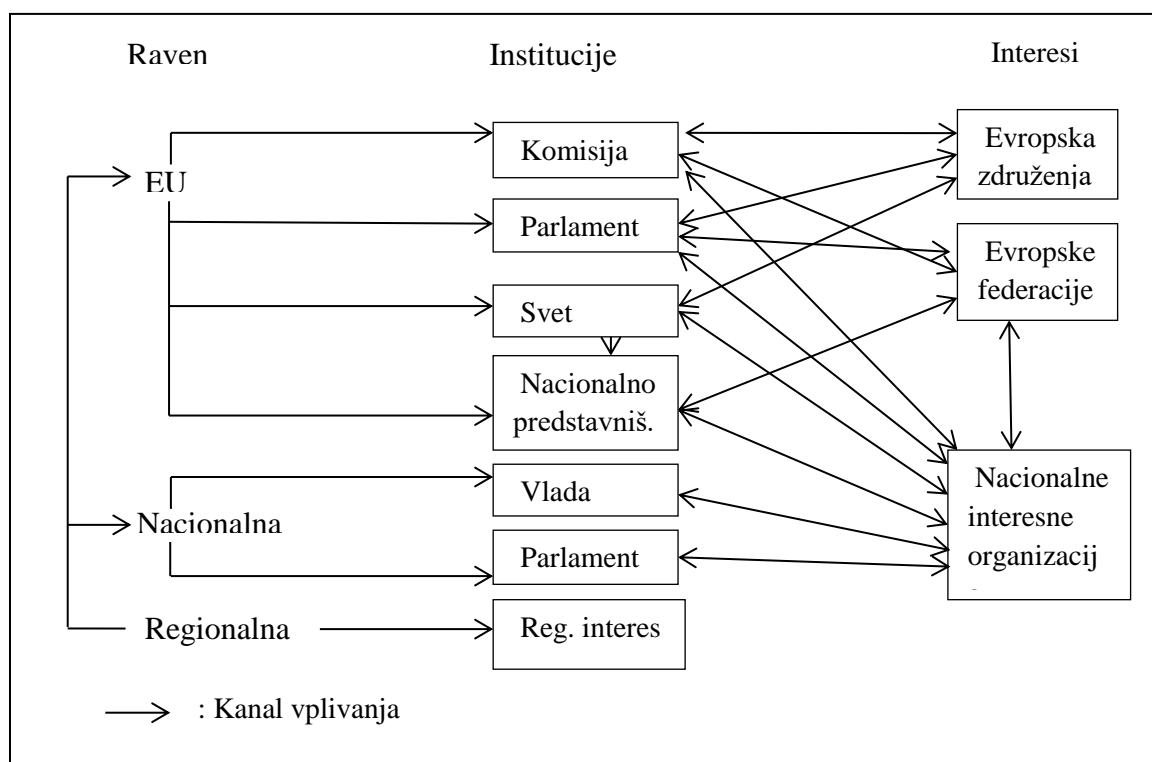 Raven
Institucije
Interesi
EU
Komisija
Parlament
Svet
Nacionalno
predstavniš.
Nacionalna
Vlada
Parlament
Regionalna
Reg. interes
Evropska
združenja
Evropske
federacije
Nacionalne
interesne
organizacij
: Kanal vplivanja